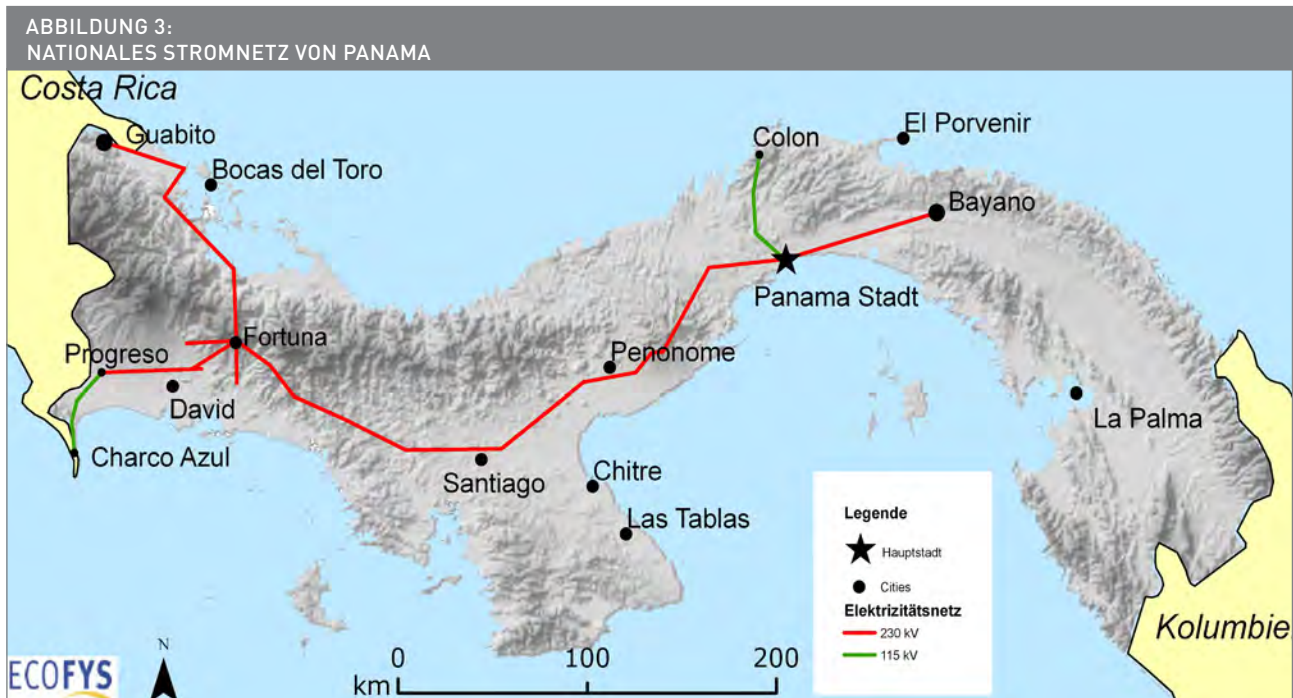 ABBILDUNG 3:
NATIONALES STROMNETZ VON PANAMA
Costa Rica
Guabito
Bocas del Toro
Colon
El Porvenir
Bayano
Panama Stadt
Fortuna
Progreso
David
Penonome
La Palma
Charco Azul
Santiago
Chitre
Las Tablas
Kolumbie
Legende
Hauptstadt
Cities
Elektrizitätsnetz
230 kV
115 kV
N
0 100 200
km
ECOFYS